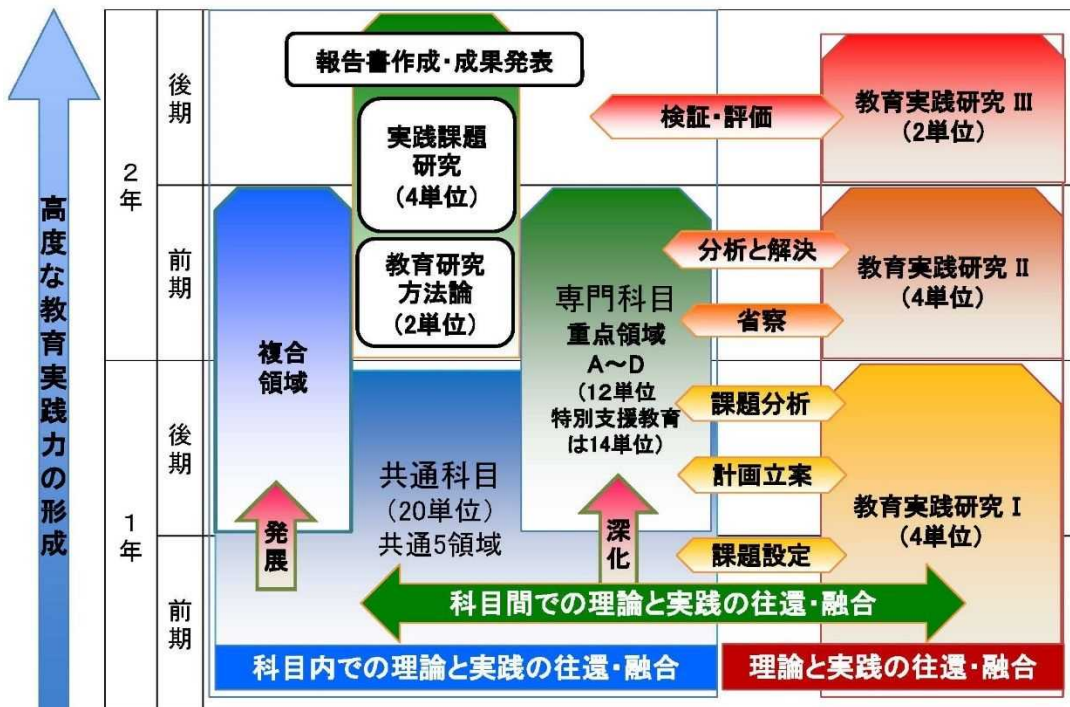 高度な教育実践力の形成
2年
後期
前期
1年
後期
前期
報告書作成・成果発表
実践課題
研究
(4単位)
教育研究
方法論
(2単位)
複合
領域
発展
共通科目
(20単位)
共通5領域
専門科目
重点領域
A～D
(12単位
特別支援教育
は14単位)
深化
検証・評価
分析と解決
省察
課題分析
計画立案
課題設定
教育実践研究 Ⅲ
(2単位)
教育実践研究 Ⅱ
(4単位)
教育実践研究 Ⅰ
(4単位)
科目間での理論と実践の往還・融合
科目内での理論と実践の往還・融合
理論と実践の往還・融合